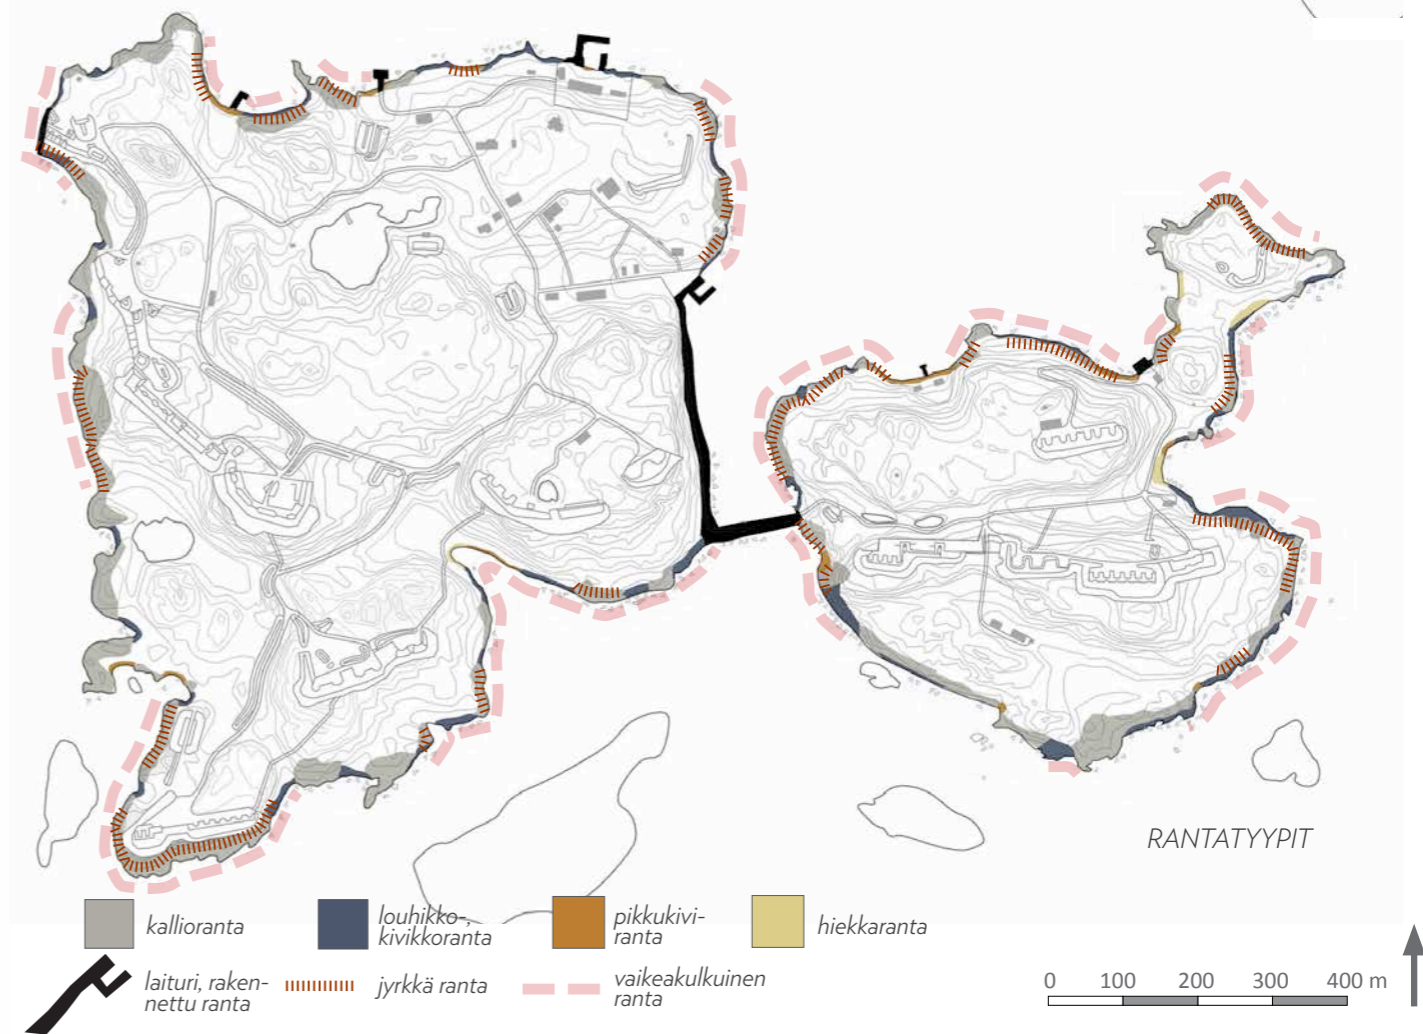 RANTATYYPIT
kallioranta
louhikko-,
kivikkoranta
pikkukivi-
ranta
hiekkaranta
laituri, raken-
nettu ranta
jyrkkä ranta
vaikeakulkuinen
ranta
0 100 200 300 400 m